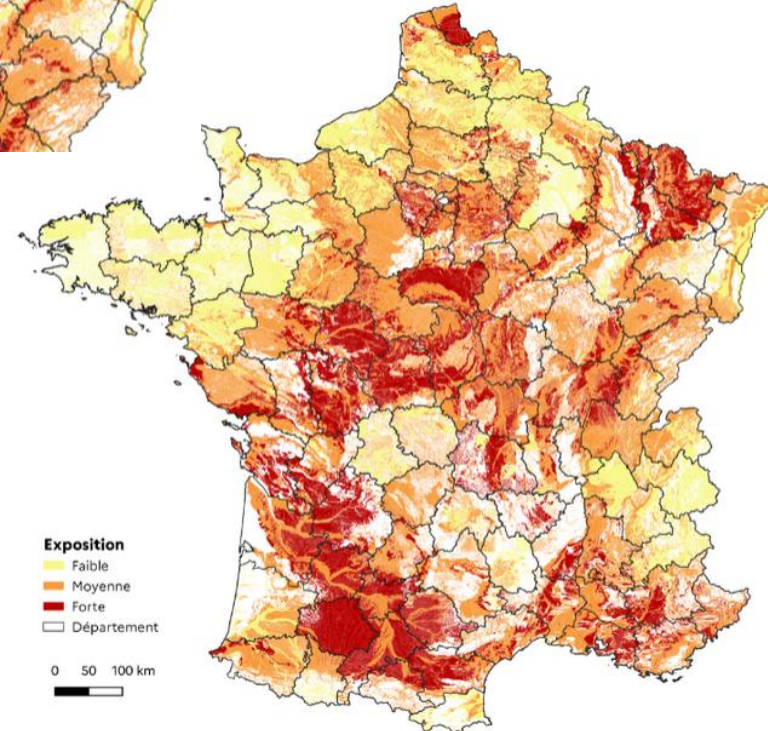 Exposition
Faible
Moyenne
Forte
Département
0 50 100 km